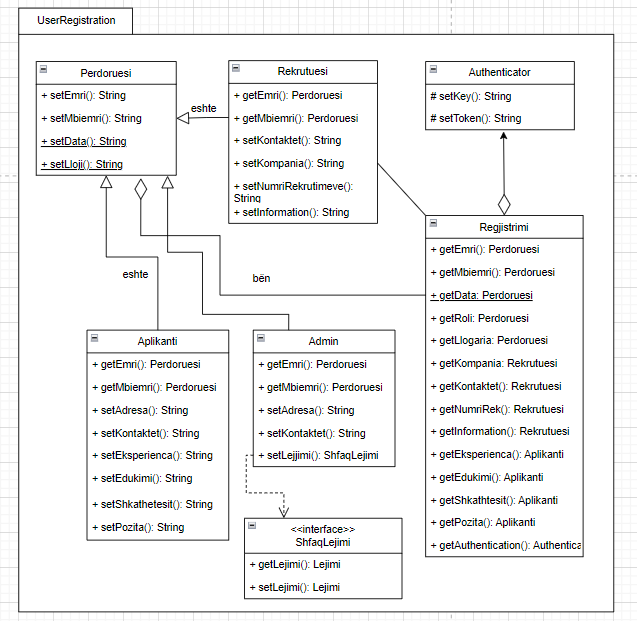 UserRegistration
Perdoruesi
+ setEmri(): String
+ setMbiemri(): String
+ setData(): String
+ setLloji(): String
eshte
Rekrutuesi
+ getEmri(): Perdoruesi
+ getMbiemri(): Perdoruesi
+ setKontaktet(): String
+ setKompania(): String
+ setNumriRekrutimeve():
String
+ setInformation(): String
Authenticator
# setKey(): String
# setToken(): String
eshte
bën
Regjistrimi
+ getEmri(): Perdoruesi
+ getMbiemri(): Perdoruesi
+ getData: Perdoruesi
+ getRoli: Perdoruesi
+ getLlogaria: Perdoruesi
+ getKompania: Rekrutuesi
+ getKontaktet(): Rekrutuesi
+ getNumriRek(): Rekrutuesi
+ getInformation(): Rekrutuesi
+ getEksperienca(): Aplikanti
+ getEdukimi(): Aplikanti
+ getShkathtesit(): Aplikanti
+ getPozita(): Aplikanti
+ getAuthentication(): Authentica
Aplikanti
+ getEmri(): Perdoruesi
+ getMbiemri(): Perdoruesi
+ setAdresa(): String
+ setKontaktet(): String
+ setEksperienca(): String
+ setEdukimi(): String
+ setShkathetesit(): String
+ setPozita(): String
Admin
+ getEmri(): Perdoruesi
+ getMbiemri(): Perdoruesi
+ setAdresa(): String
+ setKontaktet(): String
+ setLejjimi(): ShfaqLejimi
<<interface>>
ShfaqLejimi
+ getLejimi(): Lejimi
+ setLejimi(): Lejimi